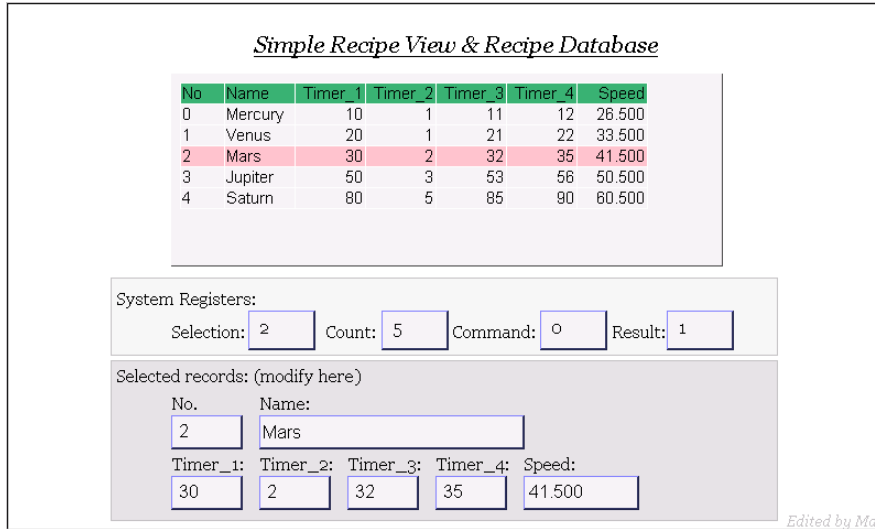 Simple Recipe View & Recipe Database
No Name Timer_1 Timer_2 Timer_3 Timer_4 Speed
0 Mercury 10 1 11 12 26.500
1 Venus 20 1 21 22 33.500
2 Mars 30 2 32 35 41.500
3 Jupiter 50 3 53 56 50.500
4 Saturn 80 5 85 90 60.500
System Registers:
Selection: 2 Count: 5 Command: 0 Result: 1
Selected records: (modify here)
No. Name:
2 Mars
Timer_1: Timer_2: Timer_3: Timer_4: Speed:
30 2 32 35 41.500
Edited by